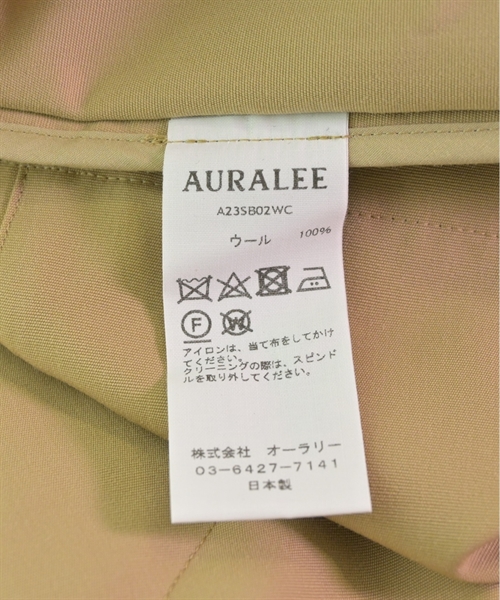 AURALEE
A23SB02WC
ウール 100%
F W
アイロンは、当て布をしてかけ
てください。
クリーニングの際は、スピンド
ルを取り外してください。
株式会社 オーラリー
03-6427-7141
日本製